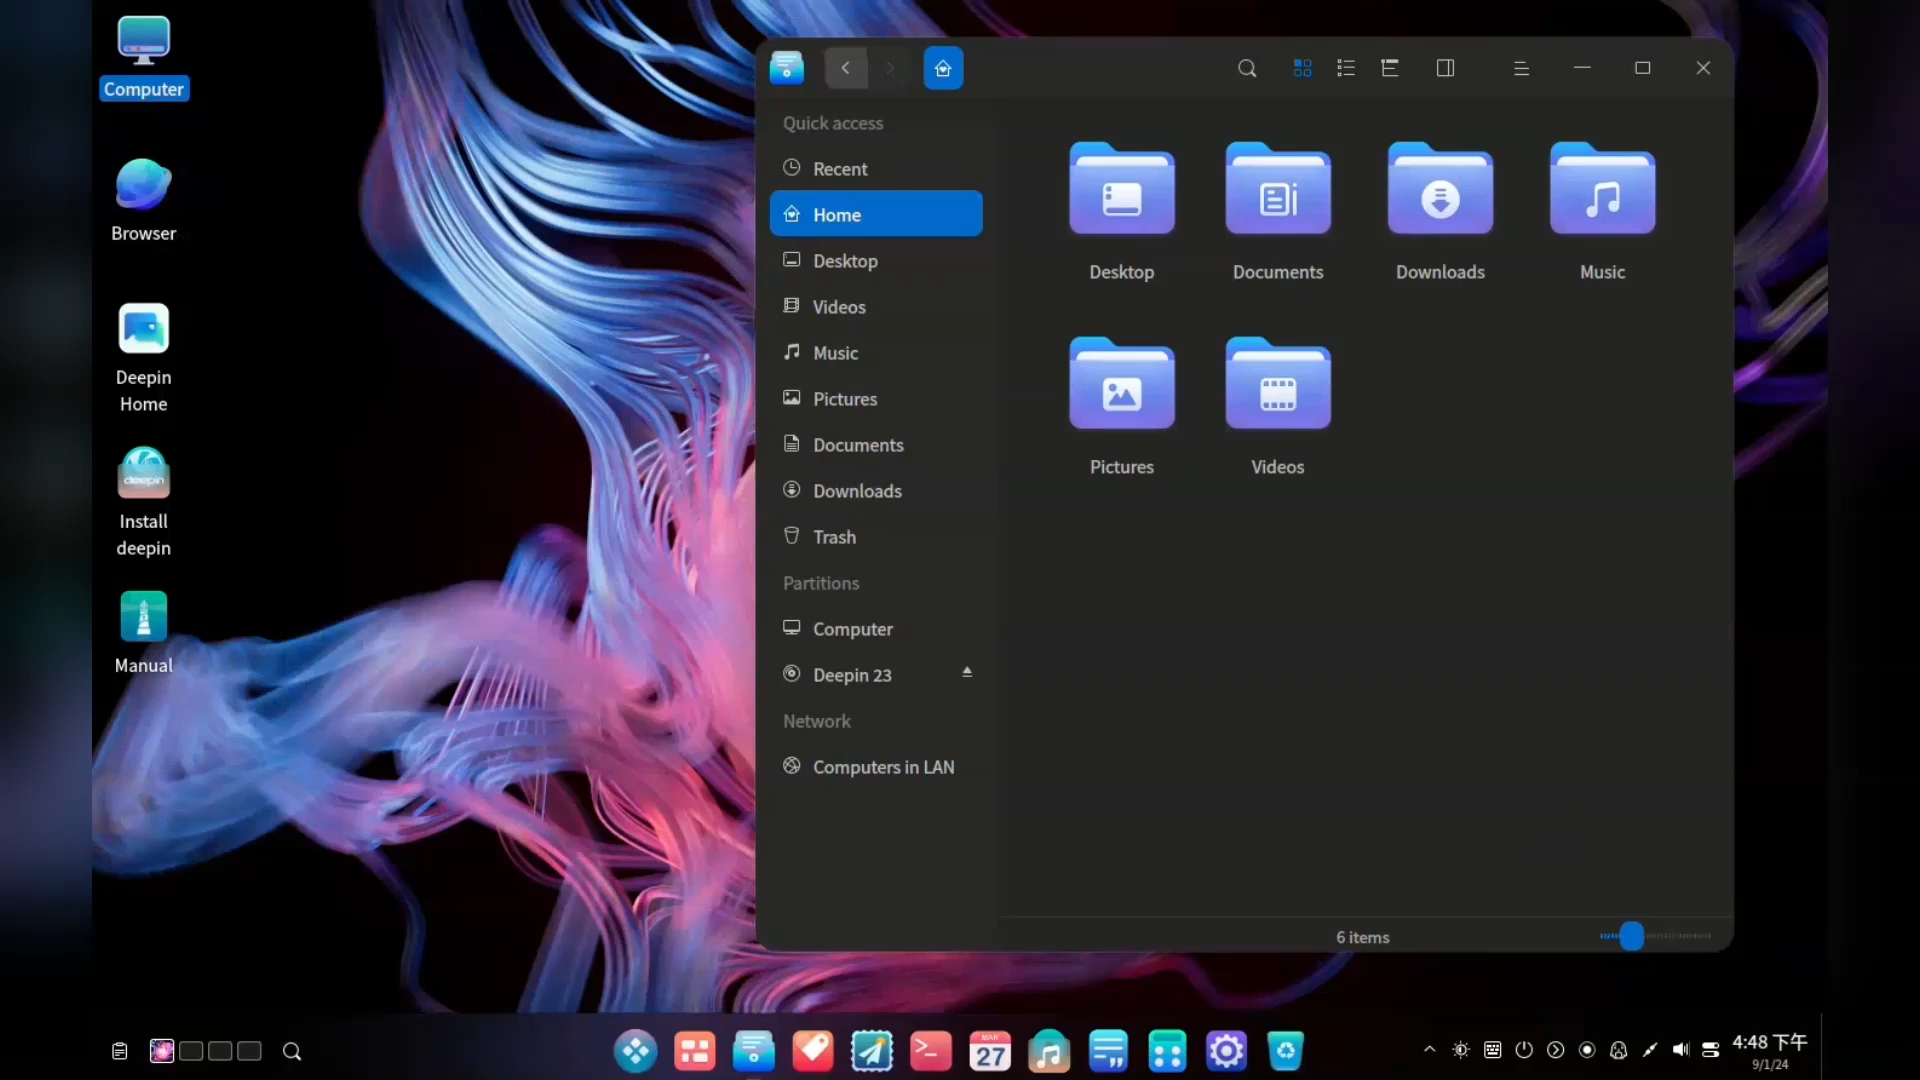 Computer
Browser
Deepin
Home
Install
deepin
Manual
deepin
Quick access
Recent
Home
Desktop
Videos
Music
Pictures
Documents
Downloads
Trash
Partitions
Computer
Deepin 23
Network
Computers in LAN
Desktop
Documents
Downloads
Music
Pictures
Videos
6 items
MAR
27
4:48 下午
9/1/24